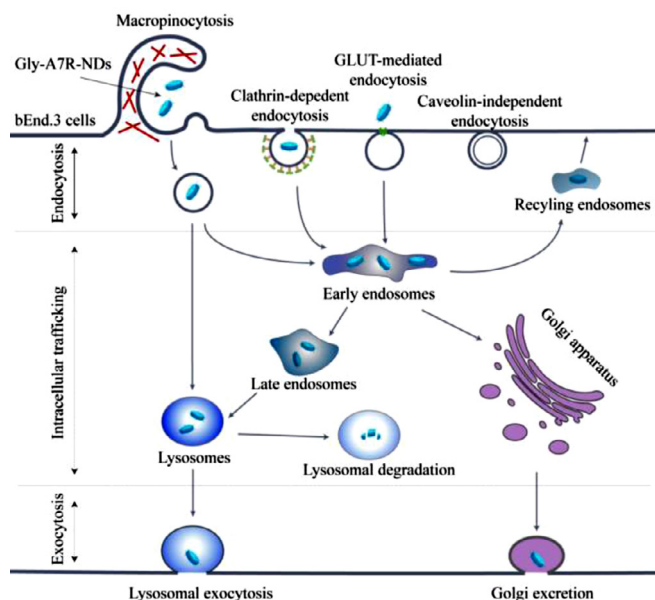 Macropinocytosis
Gly-A7R-NDs
GLUT-mediated
endocytosis
Clathrin-depedent
endocytosis
Caveolin-independent
endocytosis
bEnd.3 cells
Endocytosis
Recyling endosomes
Early endosomes
Intracellular trafficking
Golgi apparatus
Late endosomes
Lysosomes
Lysosomal degradation
Exocytosis
Lysosomal exocytosis
Golgi excretion